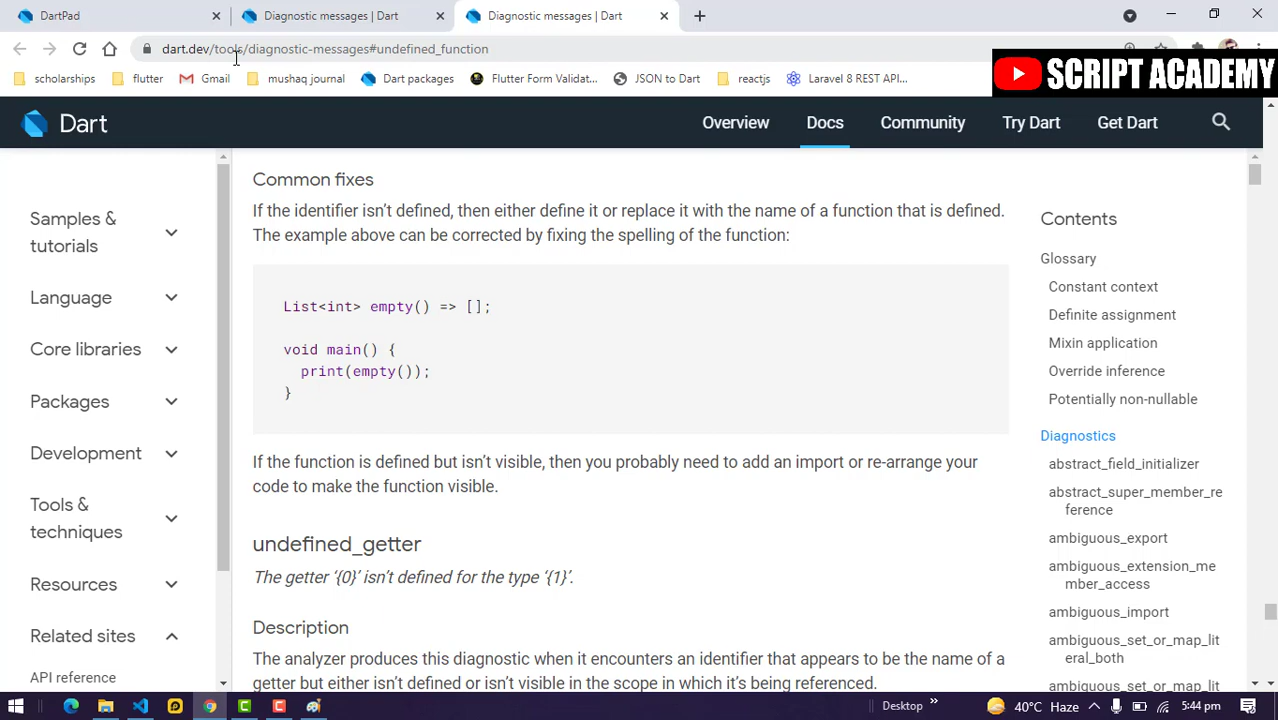 DartPad
Diagnostic messages | Dart
Diagnostic messages | Dart
dart.dev/tools/diagnostic-messages#undefined_function
scholarships
flutter
Gmail
mushaq journal
Dart packages
Flutter Form Validat...
JSON to Dart
reactjs
Laravel 8 REST API...
SCRIPT ACADEMY
Dart
Overview
Docs
Community
Try Dart
Get Dart
Samples &
tutorials
Language
Core libraries
Packages
Development
Tools &
techniques
Resources
Related sites
API reference
Common fixes
If the identifier isn't defined, then either define it or replace it with the name of a function that is defined.
The example above can be corrected by fixing the spelling of the function:
List<int> empty() => [];
void main() {
print(empty());
}
If the function is defined but isn't visible, then you probably need to add an import or re-arrange your
code to make the function visible.
undefined_getter
The getter '{0}' isn't defined for the type '{1}'.
Description
The analyzer produces this diagnostic when it encounters an identifier that appears to be the name of a
getter but either isn't defined or isn't visible in the scope in which it's being referenced.
Contents
Glossary
Constant context
Definite assignment
Mixin application
Override inference
Potentially non-nullable
Diagnostics
abstract_field_initializer
abstract_super_member_re
ference
ambiguous_export
ambiguous_extension_me
mber_access
ambiguous_import
ambiguous_set_or_map_lit
eral_both
ambiguous_set_or_map_lit
Desktop
40°C Haze
5:44 pm